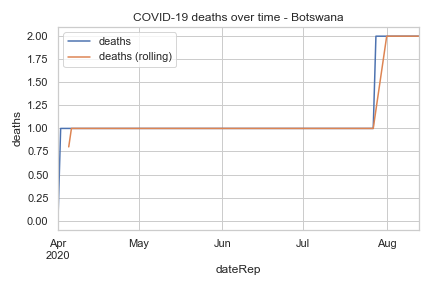 COVID-19 deaths over time - Botswana
deaths
deaths (rolling)
2.00
1.75
1.50
1.25
1.00
0.75
0.50
0.25
0.00
deaths
Apr
2020
May
Jun
Jul
Aug
dateRep